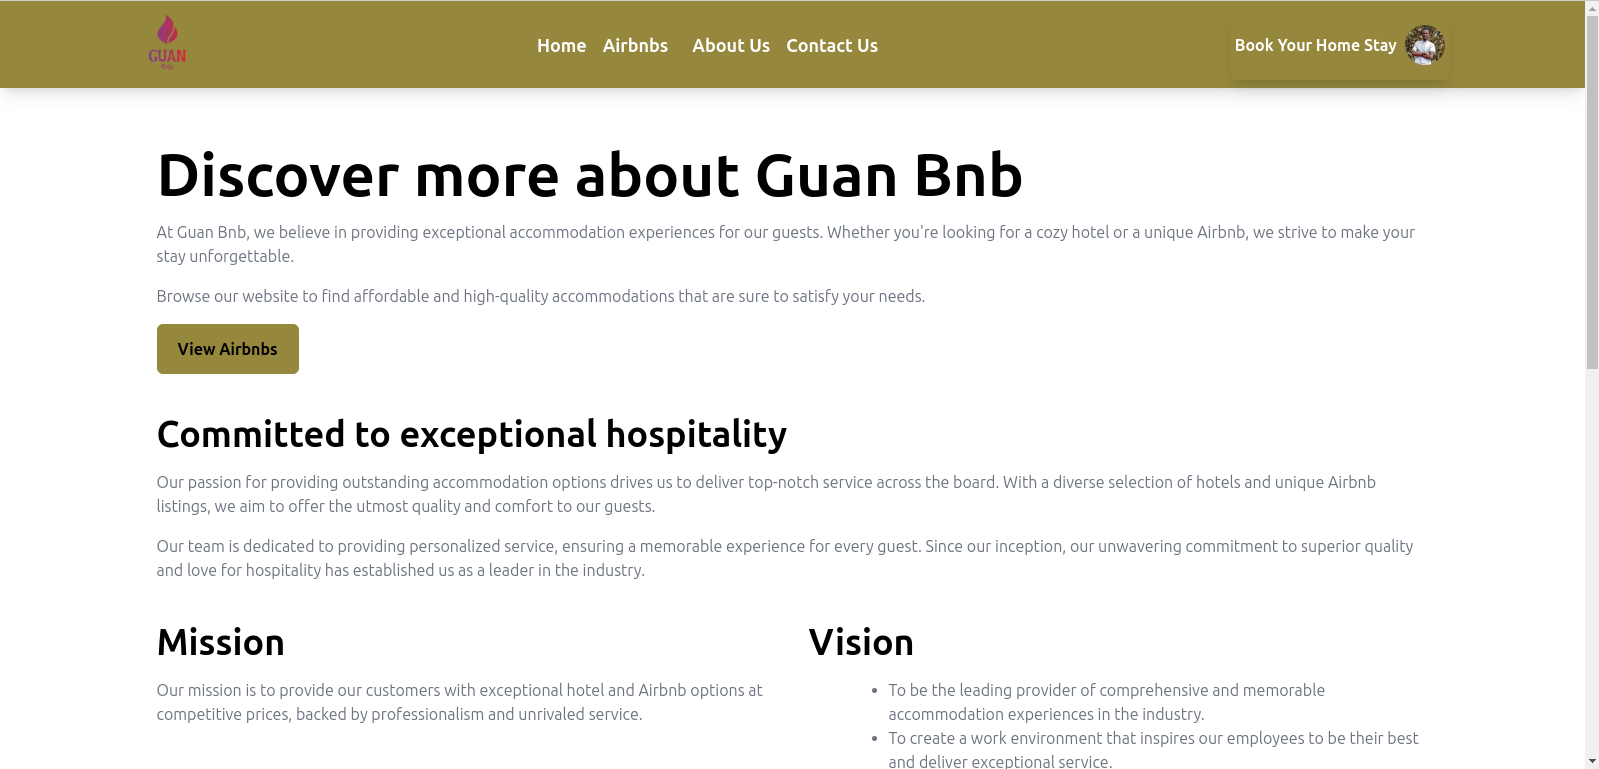 GUAN
Home Airbnbs About Us Contact Us
Book Your Home Stay
Discover more about Guan Bnb
At Guan Bnb, we believe in providing exceptional accommodation experiences for our guests. Whether you're looking for a cozy hotel or a unique Airbnb, we strive to make your
stay unforgettable.
Browse our website to find affordable and high-quality accommodations that are sure to satisfy your needs.
View Airbnbs
Committed to exceptional hospitality
Our passion for providing outstanding accommodation options drives us to deliver top-notch service across the board. With a diverse selection of hotels and unique Airbnb
listings, we aim to offer the utmost quality and comfort to our guests.
Our team is dedicated to providing personalized service, ensuring a memorable experience for every guest. Since our inception, our unwavering commitment to superior quality
and love for hospitality has established us as a leader in the industry.
Mission
Our mission is to provide our customers with exceptional hotel and Airbnb options at
competitive prices, backed by professionalism and unrivaled service.
Vision
• To be the leading provider of comprehensive and memorable
accommodation experiences in the industry.
• To create a work environment that inspires our employees to be their best
and deliver exceptional service.